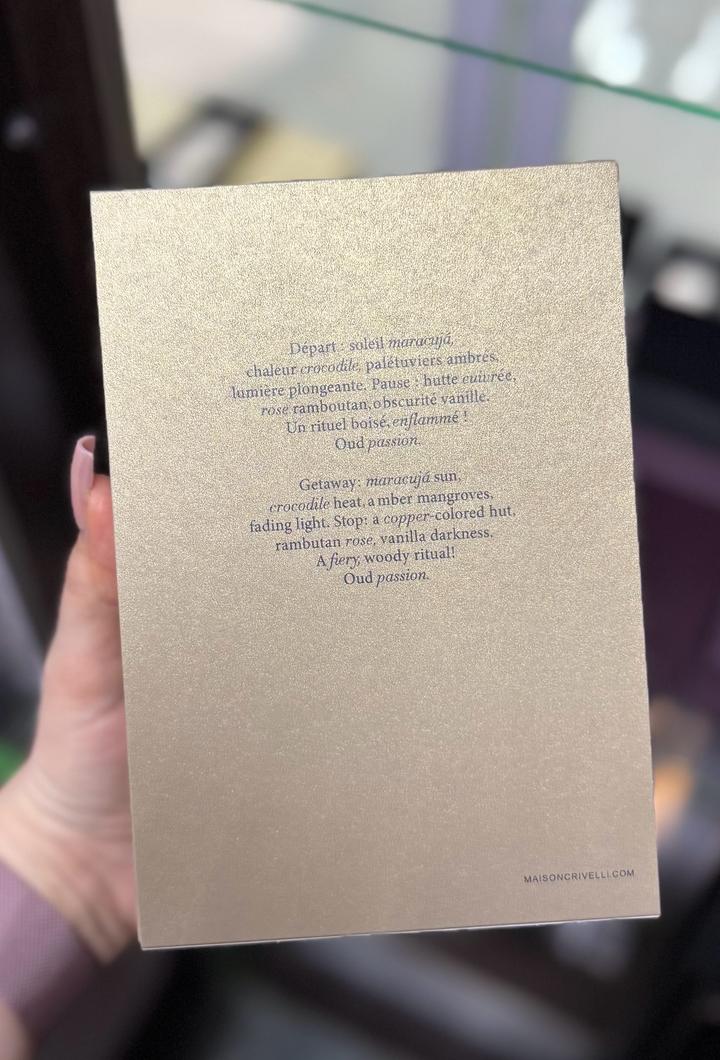 Départ : soleil maracujá,
chaleur crocodile, palétuviers ambrés,
lumière plongeante. Pause : hutte cuivrée,
rose ramboutan, obscurité vanille.
Un rituel boisé, enflammé !
Oud passion.
Getaway: maracujá sun,
crocodile heat, amber mangroves,
fading light. Stop: a copper-colored hut,
rambutan rose, vanilla darkness.
A fiery, woody ritual!
Oud passion.
MAISONCRIVELLI.COM